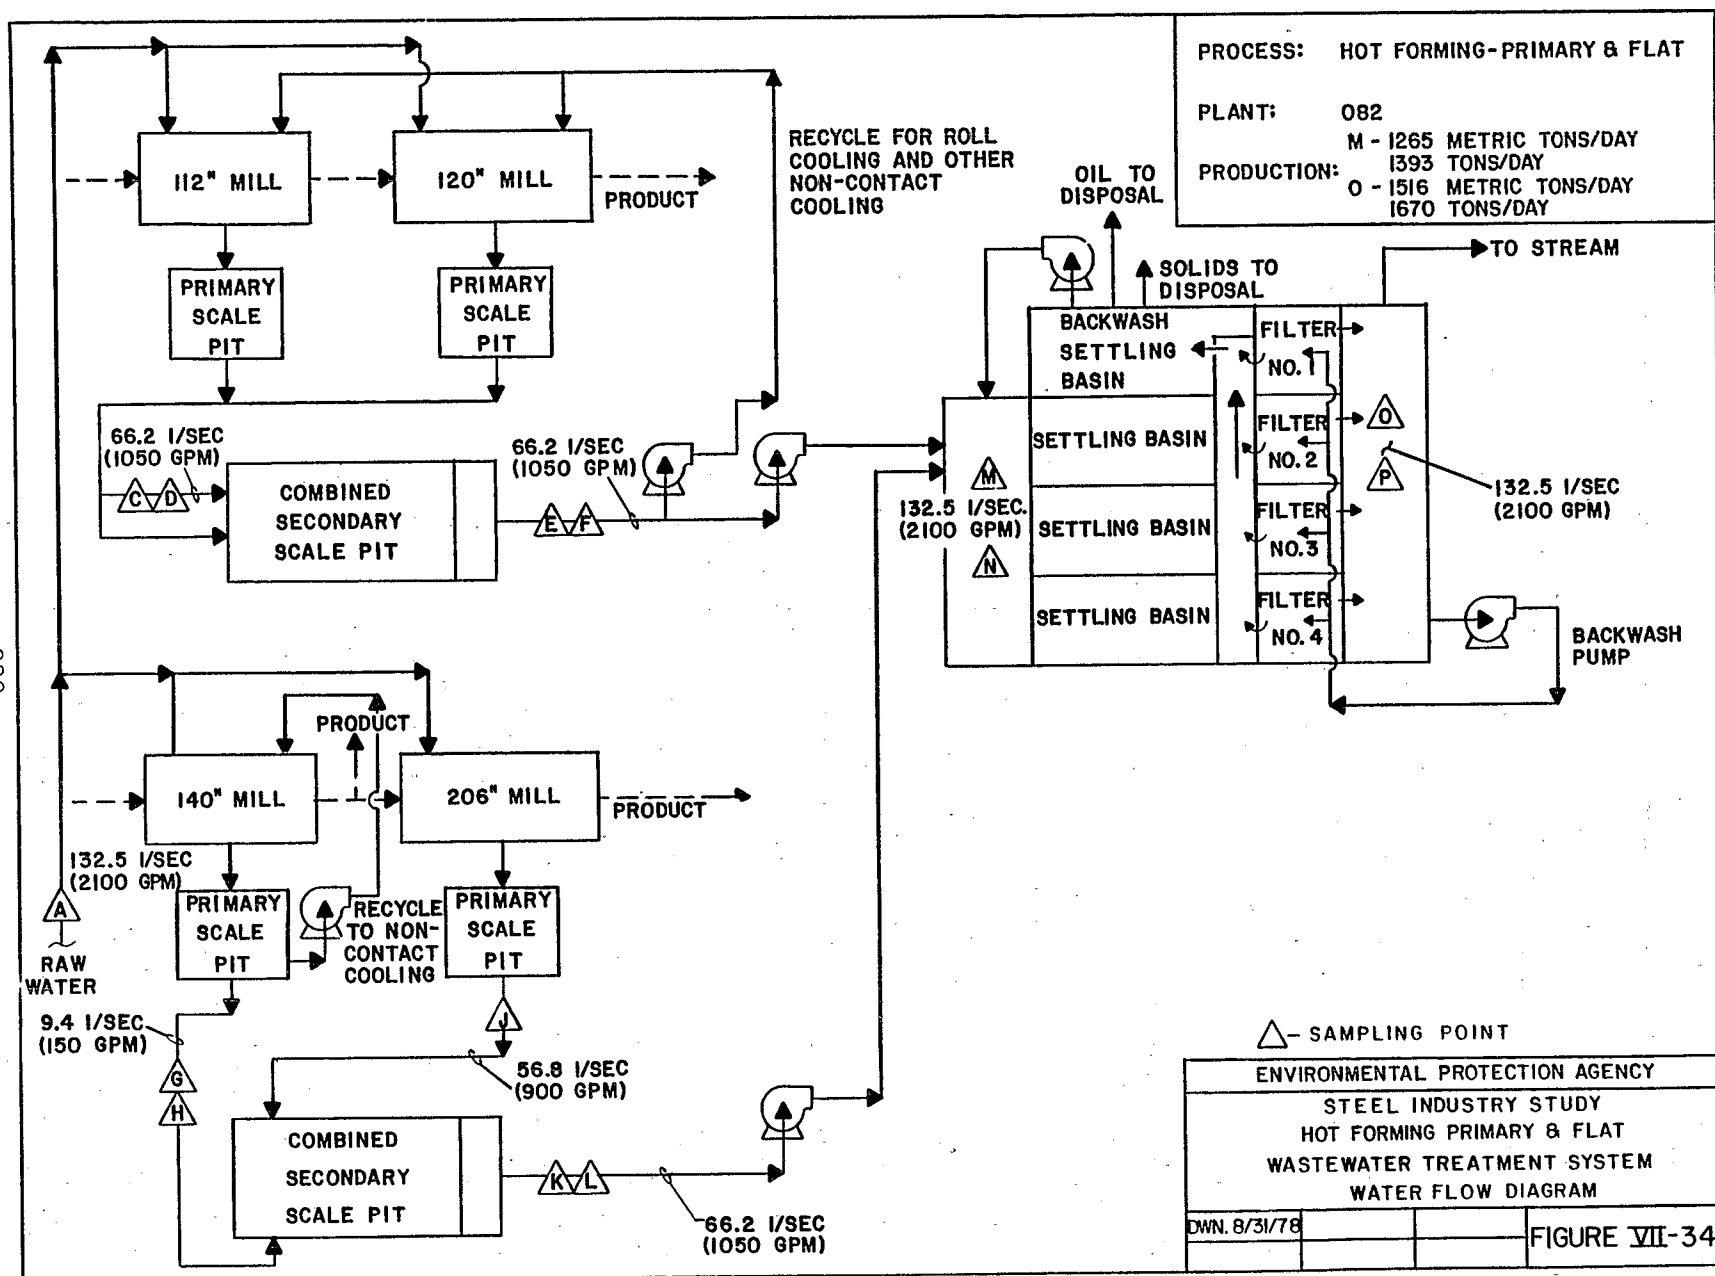 PROCESS: HOT FORMING-PRIMARY & FLAT
PLANT: 082
M - 1265 METRIC TONS/DAY
1393 TONS/DAY
PRODUCTION:
O - 1516 METRIC TONS/DAY
1670 TONS/DAY
112" MILL
120" MILL
PRODUCT
RECYCLE FOR ROLL
COOLING AND OTHER
NON-CONTACT
COOLING
PRIMARY
SCALE
PIT
PRIMARY
SCALE
PIT
66.2 l/SEC
(1050 GPM)
C
D
COMBINED
SECONDARY
SCALE PIT
66.2 l/SEC
(1050 GPM)
E
F
OIL TO
DISPOSAL
SOLIDS TO
DISPOSAL
TO STREAM
BACKWASH
SETTLING
BASIN
SETTLING BASIN
SETTLING BASIN
SETTLING BASIN
FILTER
NO. 1
FILTER
NO. 2
FILTER
NO. 3
FILTER
NO. 4
M
132.5 l/SEC.
(2100 GPM)
N
O
P
132.5 l/SEC
(2100 GPM)
BACKWASH
PUMP
PRODUCT
140" MILL
206" MILL
PRODUCT
132.5 l/SEC
(2100 GPM)
A
RAW
WATER
PRIMARY
SCALE
PIT
RECYCLE
TO NON-
CONTACT
COOLING
PRIMARY
SCALE
PIT
J
9.4 l/SEC
(150 GPM)
G
H
56.8 l/SEC
(900 GPM)
COMBINED
SECONDARY
SCALE PIT
K
L
66.2 l/SEC
(1050 GPM)
- SAMPLING POINT
ENVIRONMENTAL PROTECTION AGENCY
STEEL INDUSTRY STUDY
HOT FORMING PRIMARY & FLAT
WASTEWATER TREATMENT SYSTEM
WATER FLOW DIAGRAM
DWN. 8/31/78
FIGURE VII-34